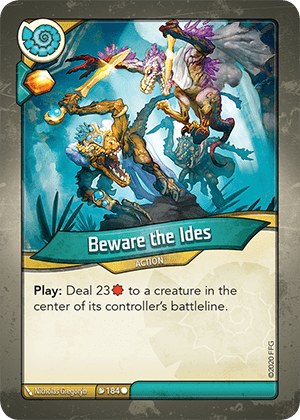 Beware the Ides
ACTION
Play: Deal 23 to a creature in the
center of its controller's battleline.
©2020 FFG
Nicholas Gregory
184